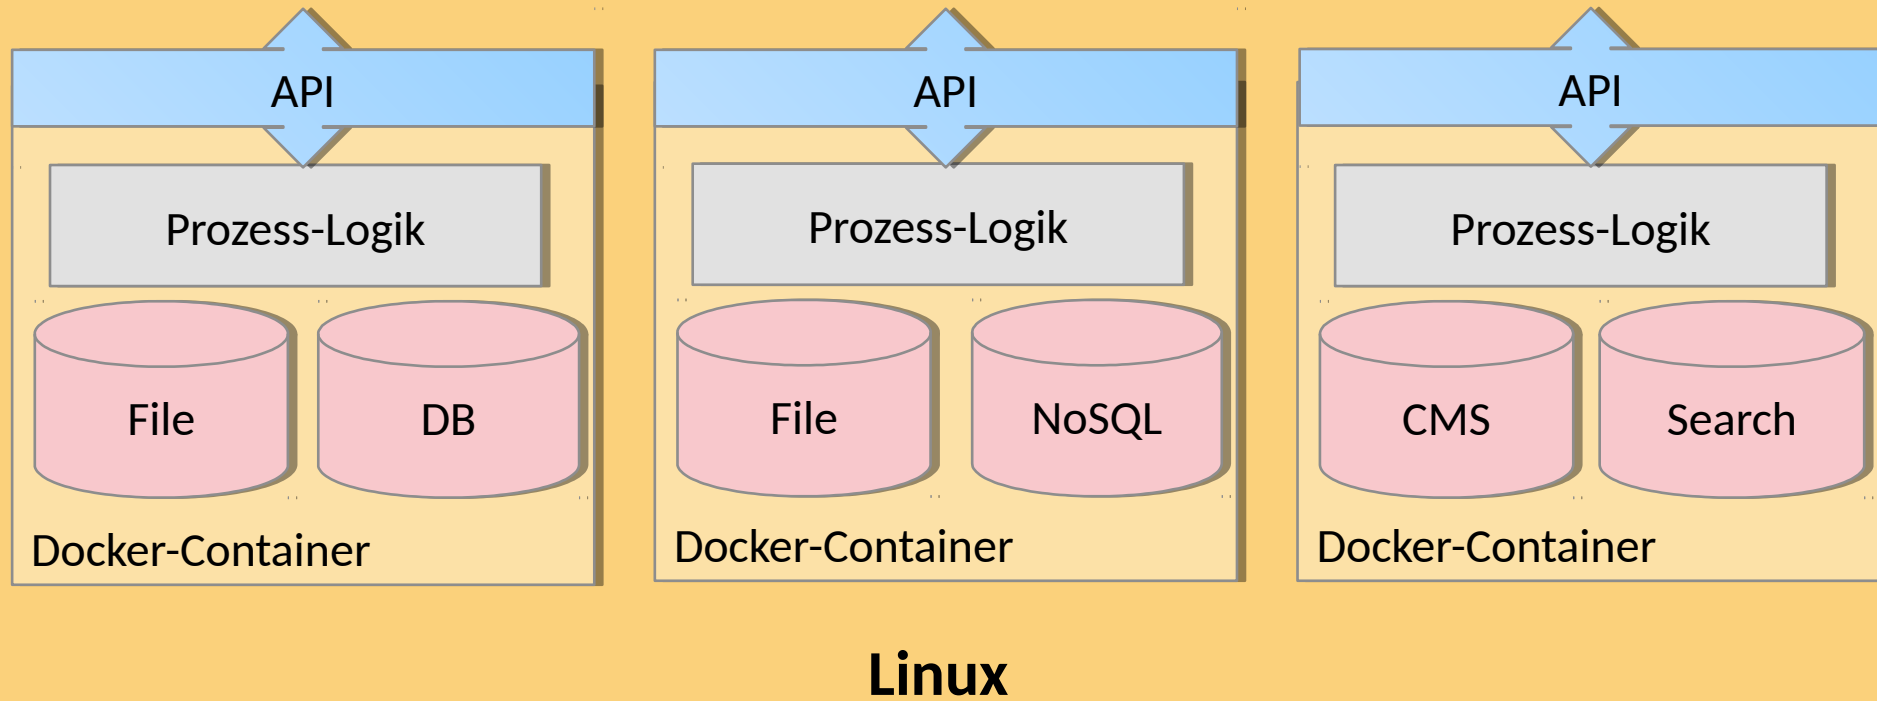 API
Prozess-Logik
File
DB
Docker-Container
API
Prozess-Logik
File
NoSQL
Docker-Container
API
Prozess-Logik
CMS
Search
Docker-Container
Linux